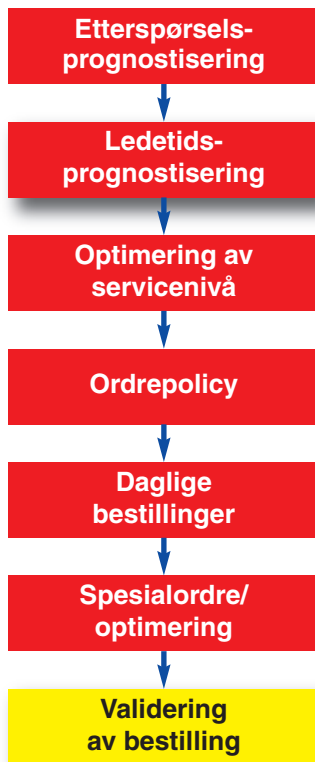 Etterspørsels-
prognostisering
Ledetids-
prognostisering
Optimering av
servicenivå
Ordrepolicy
Daglige
bestillinger
Spesialordre/
optimering
Validering
av bestilling